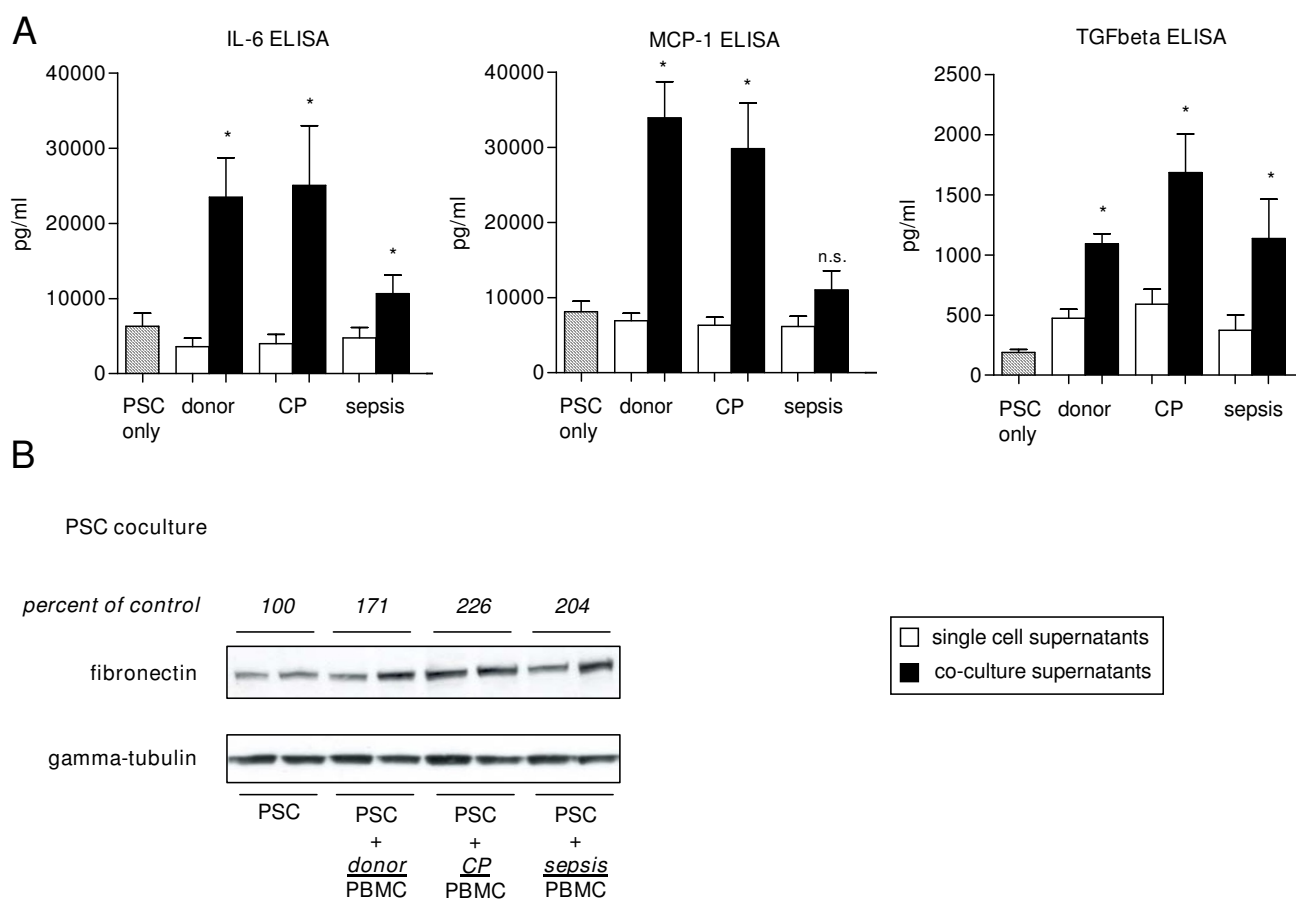 A
IL-6 ELISA
40000
30000
20000
10000
0
pg/ml
*
*
*
PSC only
donor
CP
sepsis
MCP-1 ELISA
40000
30000
20000
10000
0
pg/ml
*
*
n.s.
PSC only
donor
CP
sepsis
TGFbeta ELISA
2500
2000
1500
1000
500
0
pg/ml
*
*
*
PSC only
donor
CP
sepsis
B
PSC coculture
percent of control 100 171 226 204
fibronectin
gamma-tubulin
PSC
PSC + donor PBMC
PSC + CP PBMC
PSC + sepsis PBMC
single cell supernatants
co-culture supernatants